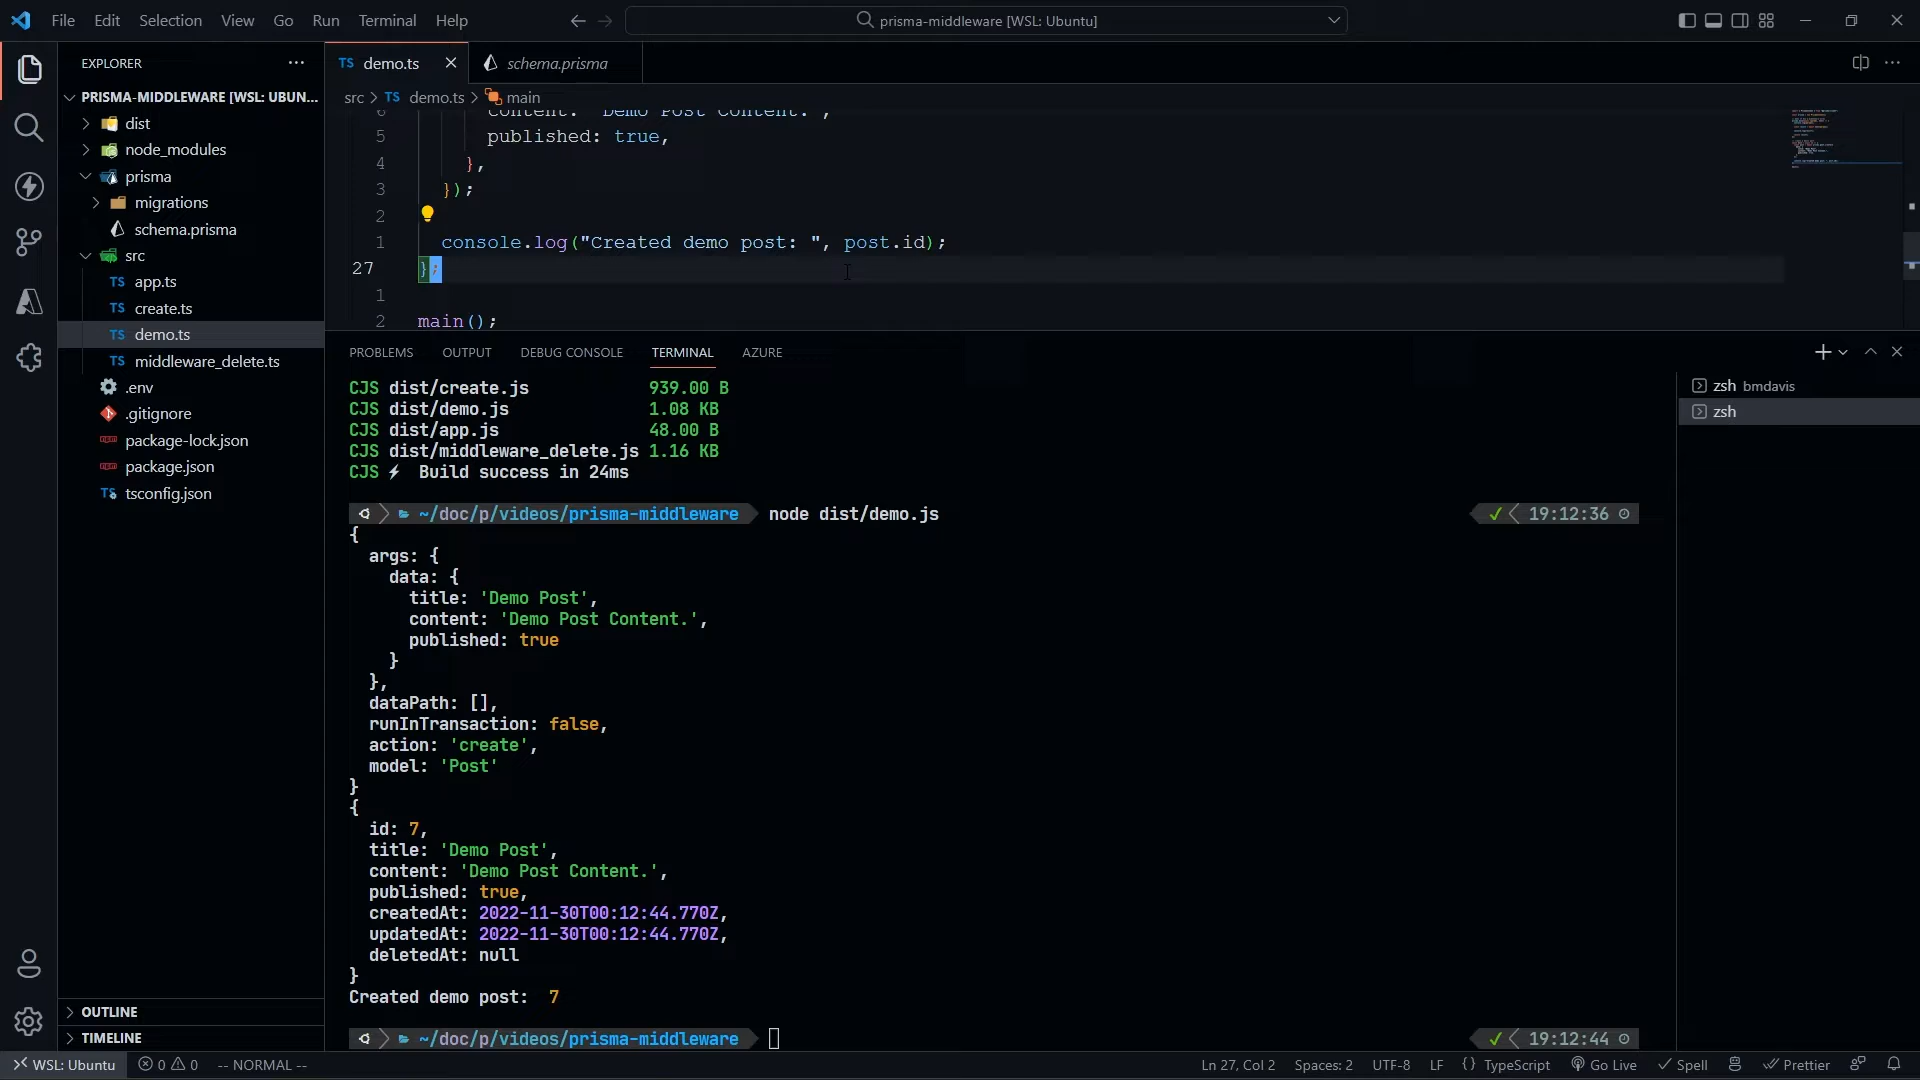 File Edit Selection View Go Run Terminal Help
prisma-middleware [WSL: Ubuntu]
EXPLORER
PRISMA-MIDDLEWARE [WSL: UBUN...
dist
node_modules
prisma
migrations
schema.prisma
src
TS app.ts
TS create.ts
TS demo.ts
TS middleware_delete.ts
.env
.gitignore
package-lock.json
package.json
TS tsconfig.json
OUTLINE
TIMELINE
TS demo.ts
schema.prisma
src > TS demo.ts > main
6 content: "Demo Post Content.",
5 published: true,
4 },
3 });
2
1 console.log("Created demo post: ", post.id);
27 };
1
2 main();
PROBLEMS OUTPUT DEBUG CONSOLE TERMINAL AZURE
zsh bmdavis
zsh
CJS dist/create.js 939.00 B
CJS dist/demo.js 1.08 KB
CJS dist/app.js 48.00 B
CJS dist/middleware_delete.js 1.16 KB
CJS ⚡ Build success in 24ms
~/doc/p/videos/prisma-middleware node dist/demo.js ✓ 19:12:36
{
args: {
data: {
title: 'Demo Post',
content: 'Demo Post Content.',
published: true
}
},
dataPath: [],
runInTransaction: false,
action: 'create',
model: 'Post'
}
{
id: 7,
title: 'Demo Post',
content: 'Demo Post Content.',
published: true,
createdAt: 2022-11-30T00:12:44.770Z,
updatedAt: 2022-11-30T00:12:44.770Z,
deletedAt: null
}
Created demo post: 7
~/doc/p/videos/prisma-middleware ✓ 19:12:44
WSL: Ubuntu 0 0 -- NORMAL -- Ln 27, Col 2 Spaces: 2 UTF-8 LF {} TypeScript Go Live Spell Prettier